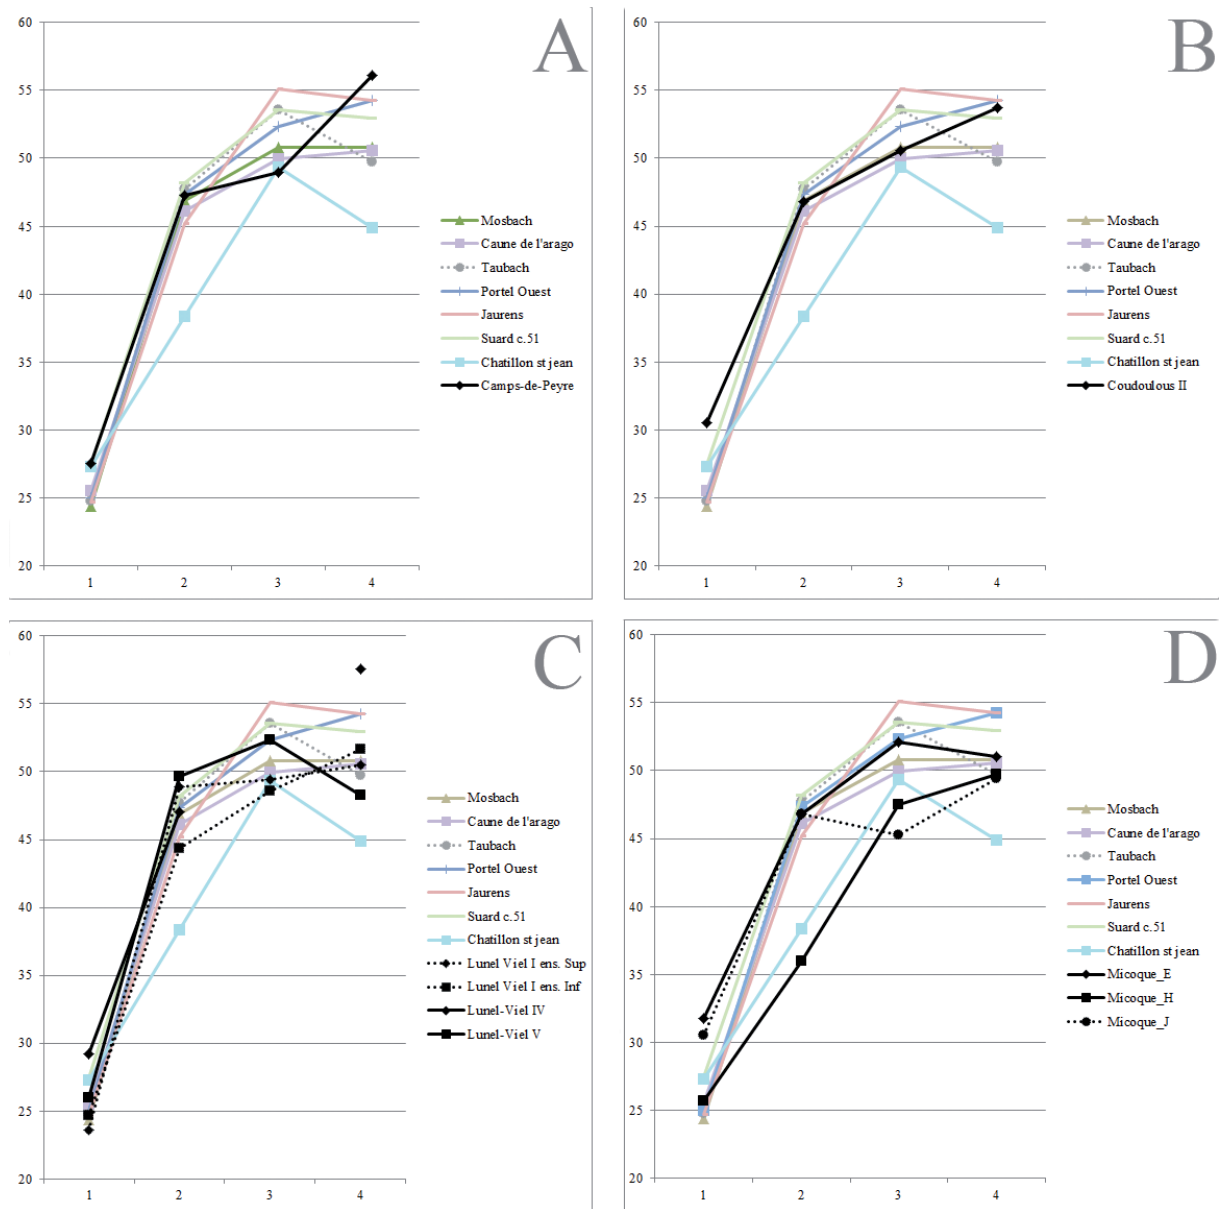 A
60
55
50
45
40
35
30
25
20
1 2 3 4
Mosbach
Caune de l'arago
Taubach
Portel Ouest
Jaurens
Suard c.51
Chatillon st jean
Camps-de-Peyre
B
60
55
50
45
40
35
30
25
20
1 2 3 4
Mosbach
Caune de l'arago
Taubach
Portel Ouest
Jaurens
Suard c.51
Chatillon st jean
Coudoulous II
C
60
55
50
45
40
35
30
25
20
1 2 3 4
Mosbach
Caune de l'arago
Taubach
Portel Ouest
Jaurens
Suard c.51
Chatillon st jean
Lunel Viel I ens. Sup
Lunel Viel I ens. Inf
Lunel-Viel IV
Lunel-Viel V
D
60
55
50
45
40
35
30
25
20
1 2 3 4
Mosbach
Caune de l'arago
Taubach
Portel Ouest
Jaurens
Suard c.51
Chatillon st jean
Micoque_E
Micoque_H
Micoque_J